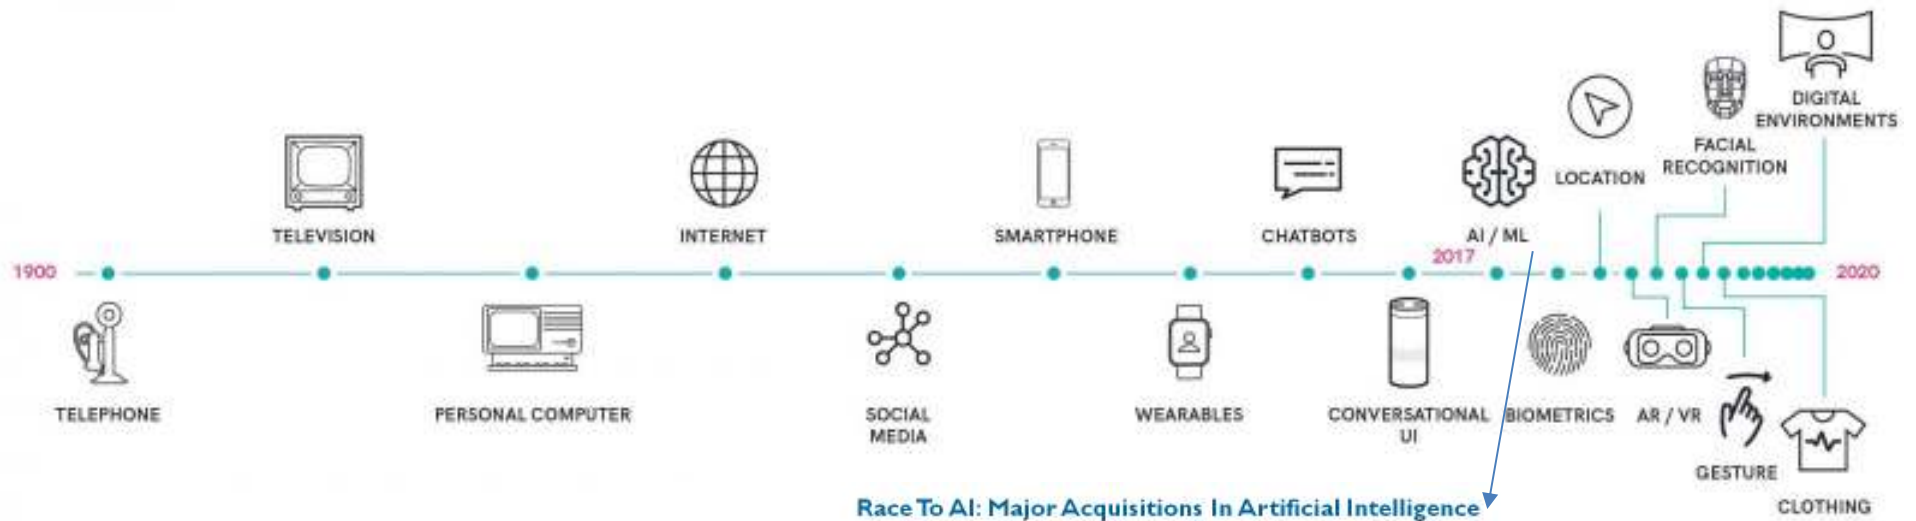 DIGITAL
ENVIRONMENTS
FACIAL
RECOGNITION
LOCATION
TELEVISION
INTERNET
SMARTPHONE
CHATBOTS
AI / ML
1900
2017
2020
TELEPHONE
PERSONAL COMPUTER
SOCIAL
MEDIA
WEARABLES
CONVERSATIONAL
UI
BIOMETRICS
AR / VR
GESTURE
CLOTHING
Race To AI: Major Acquisitions In Artificial Intelligence